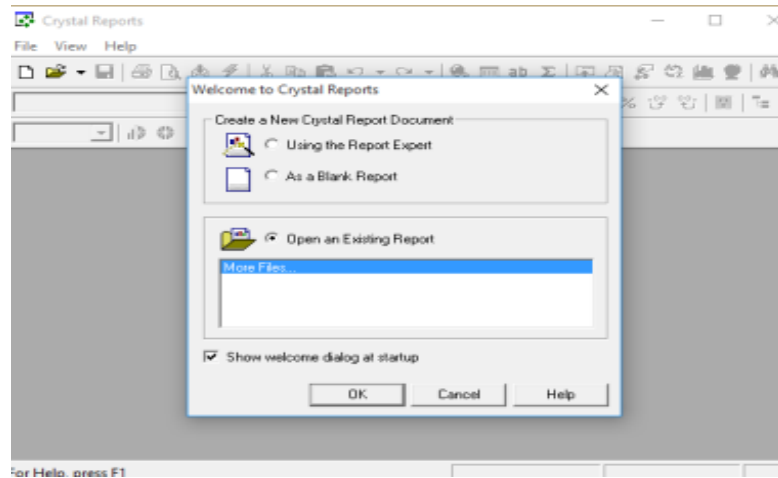 Crystal Reports
File View Help
ab Σ
Welcome to Crystal Reports
%
Create a New Crystal Report Document
Using the Report Expert
As a Blank Report
Open an Existing Report
More Files...
Show welcome dialog at startup
OK Cancel Help
For Help, press F1